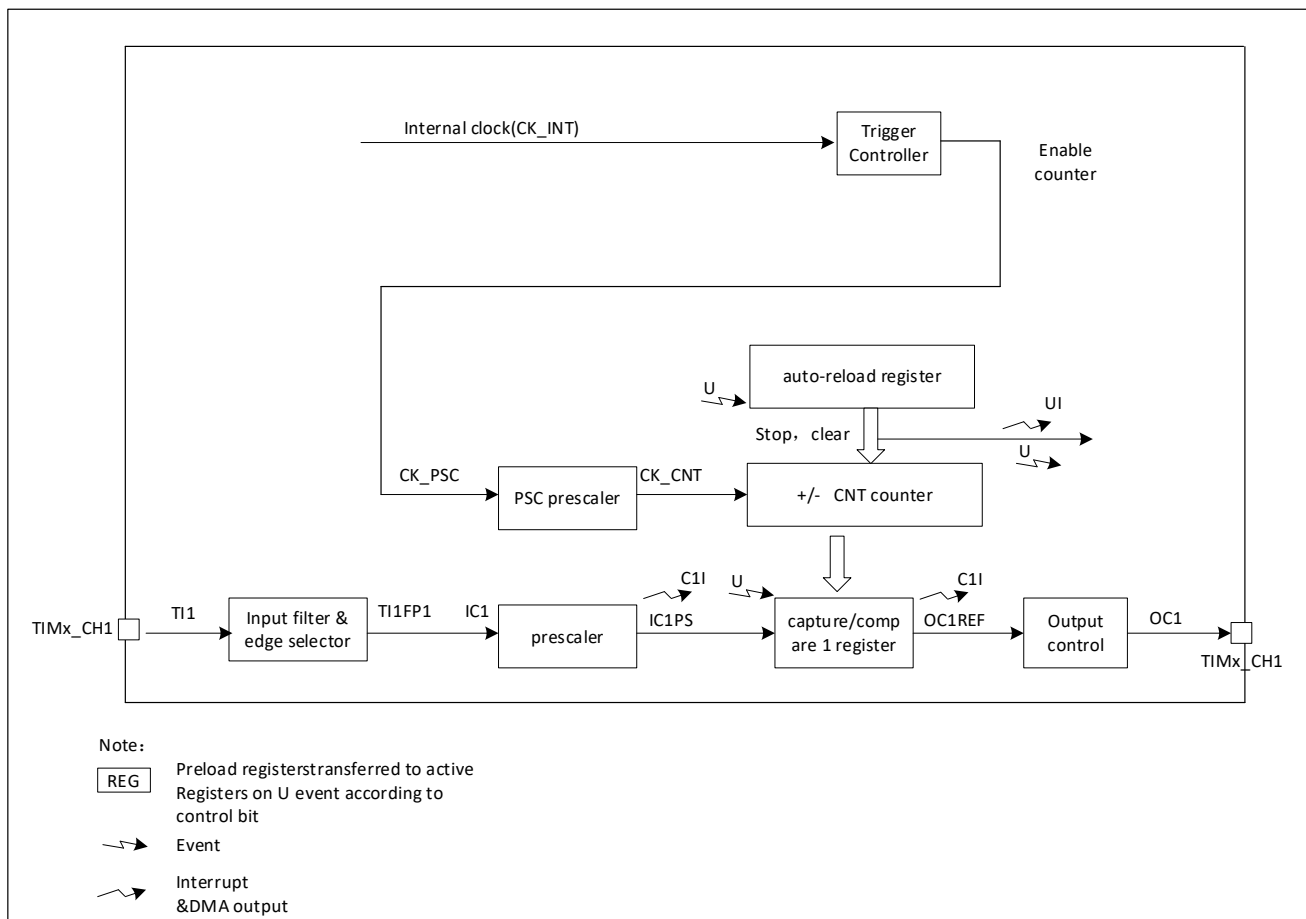 Internal clock(CK_INT)
Trigger
Controller
Enable
counter
auto-reload register
U
UI
Stop，clear
U
CK_PSC
CK_CNT
PSC prescaler
+/-   CNT counter
C1I
U
C1I
TI1
TI1FP1
IC1
IC1PS
OC1REF
OC1
TIMx_CH1
Input filter &
edge selector
prescaler
capture/comp
are 1 register
Output
control
TIMx_CH1
Note：
REG
Preload registerstransferred to active
Registers on U event according to
control bit
Event
Interrupt
&DMA output